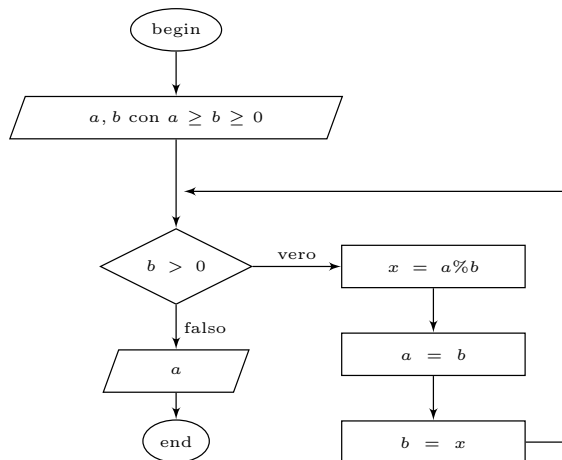 begin
a, b con a ≥ b ≥ 0
b > 0
vero
x = a%b
falso
a
a = b
end
b = x